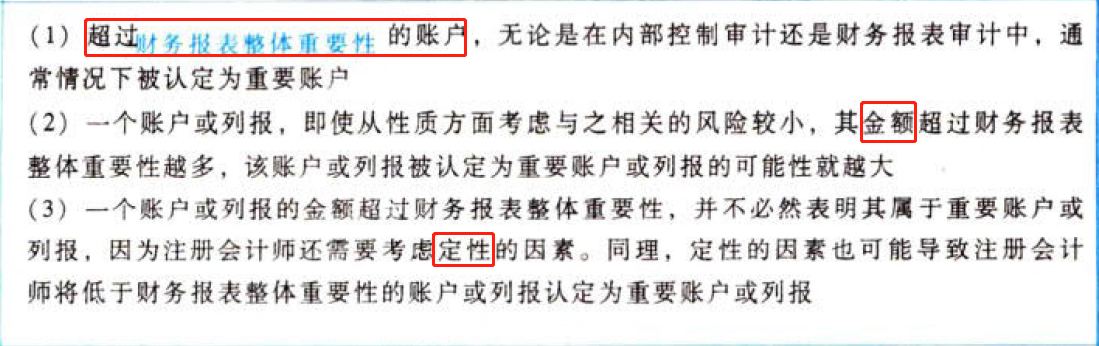 (1)超过财务报表整体重要性的账户,无论是在内部控制审计还是财务报表审计中,通
常情况下被认定为重要账户
(2)一个账户或列报,即使从性质方面考虑与之相关的风险较小,其金额超过财务报表
整体重要性越多,该账户或列报被认定为重要账户或列报的可能性就越大
(3)一个账户或列报的金额超过财务报表整体重要性,并不必然表明其属于重要账户或
列报,因为注册会计师还需要考虑定性的因素。同理,定性的因素也可能导致注册会计
师将低于财务报表整体重要性的账户或列报认定为重要账户或列报